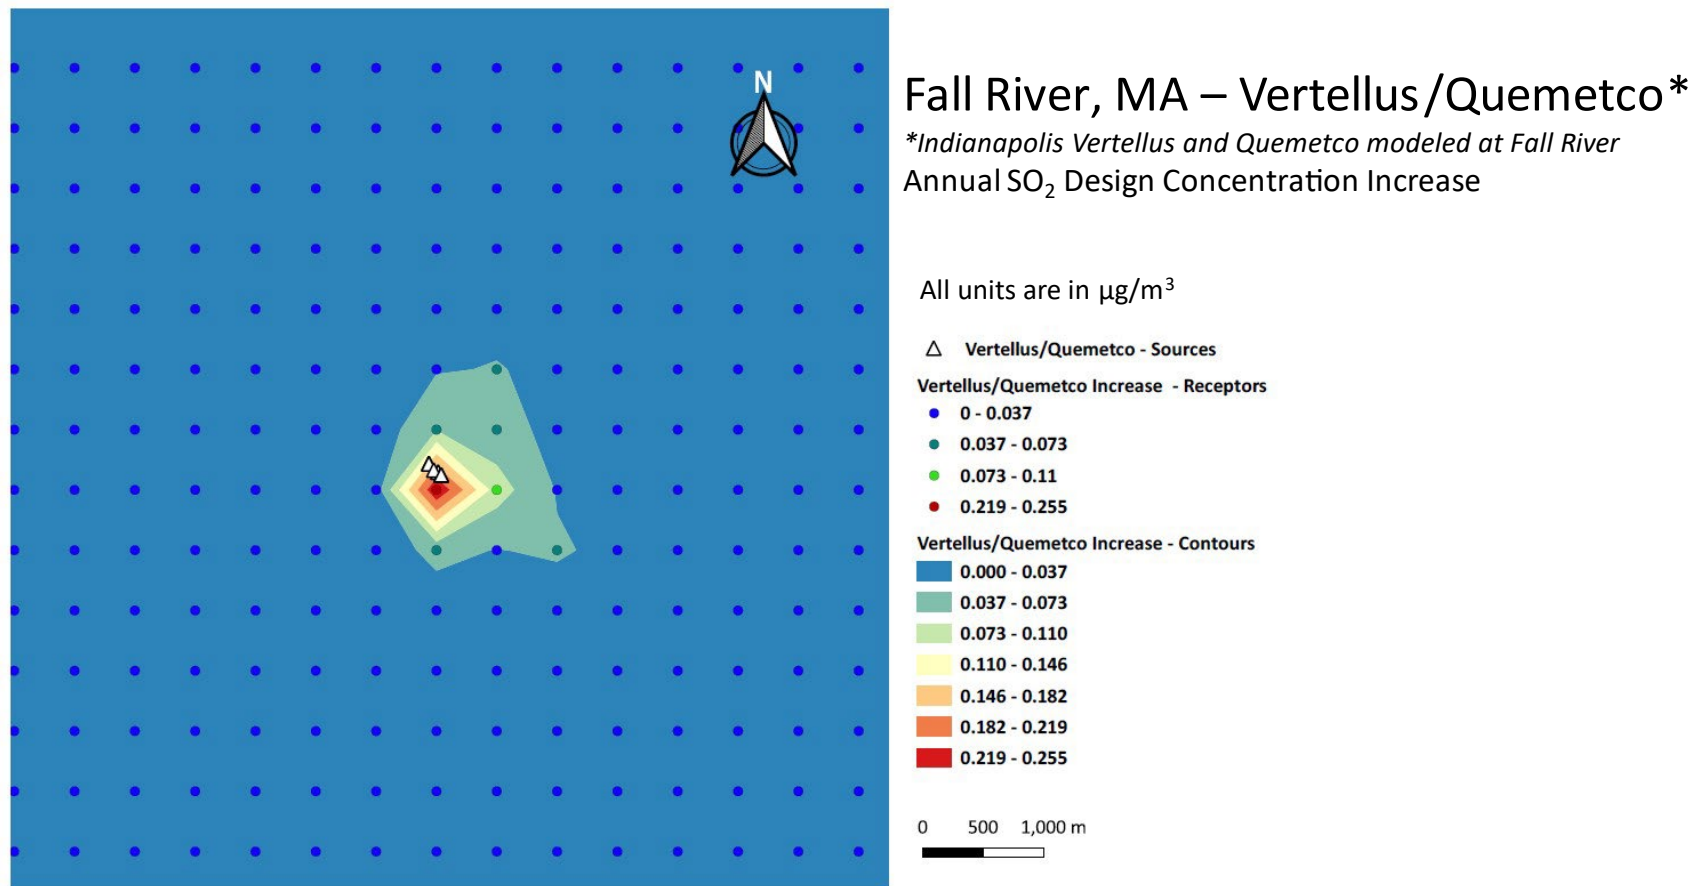 N
Fall River, MA – Vertellus/Quemetco*
*Indianapolis Vertellus and Quemetco modeled at Fall River
Annual SO₂ Design Concentration Increase
All units are in µg/m³
Vertellus/Quemetco - Sources
Vertellus/Quemetco Increase - Receptors
0 - 0.037
0.037 - 0.073
0.073 - 0.11
0.219 - 0.255
Vertellus/Quemetco Increase - Contours
0.000 - 0.037
0.037 - 0.073
0.073 - 0.110
0.110 - 0.146
0.146 - 0.182
0.182 - 0.219
0.219 - 0.255
0 500 1,000 m